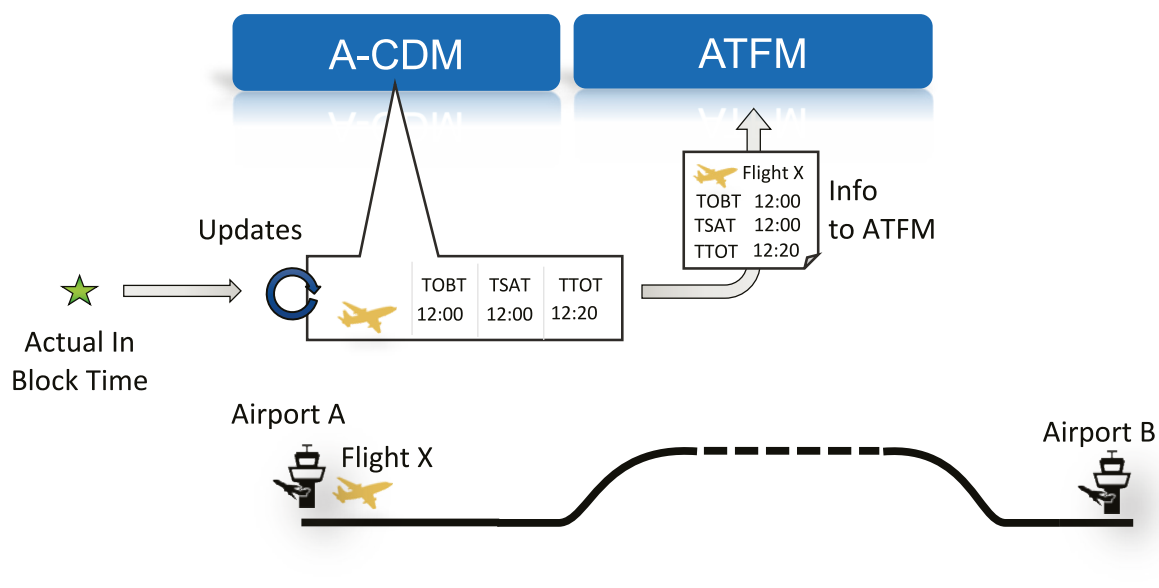 A-CDM
ATFM
Flight X
TOBT 12:00
TSAT 12:00
TTOT 12:20
Info
to ATFM
Updates
TOBT TSAT TTOT
12:00 12:00 12:20
Actual In
Block Time
Airport A
Flight X
Airport B